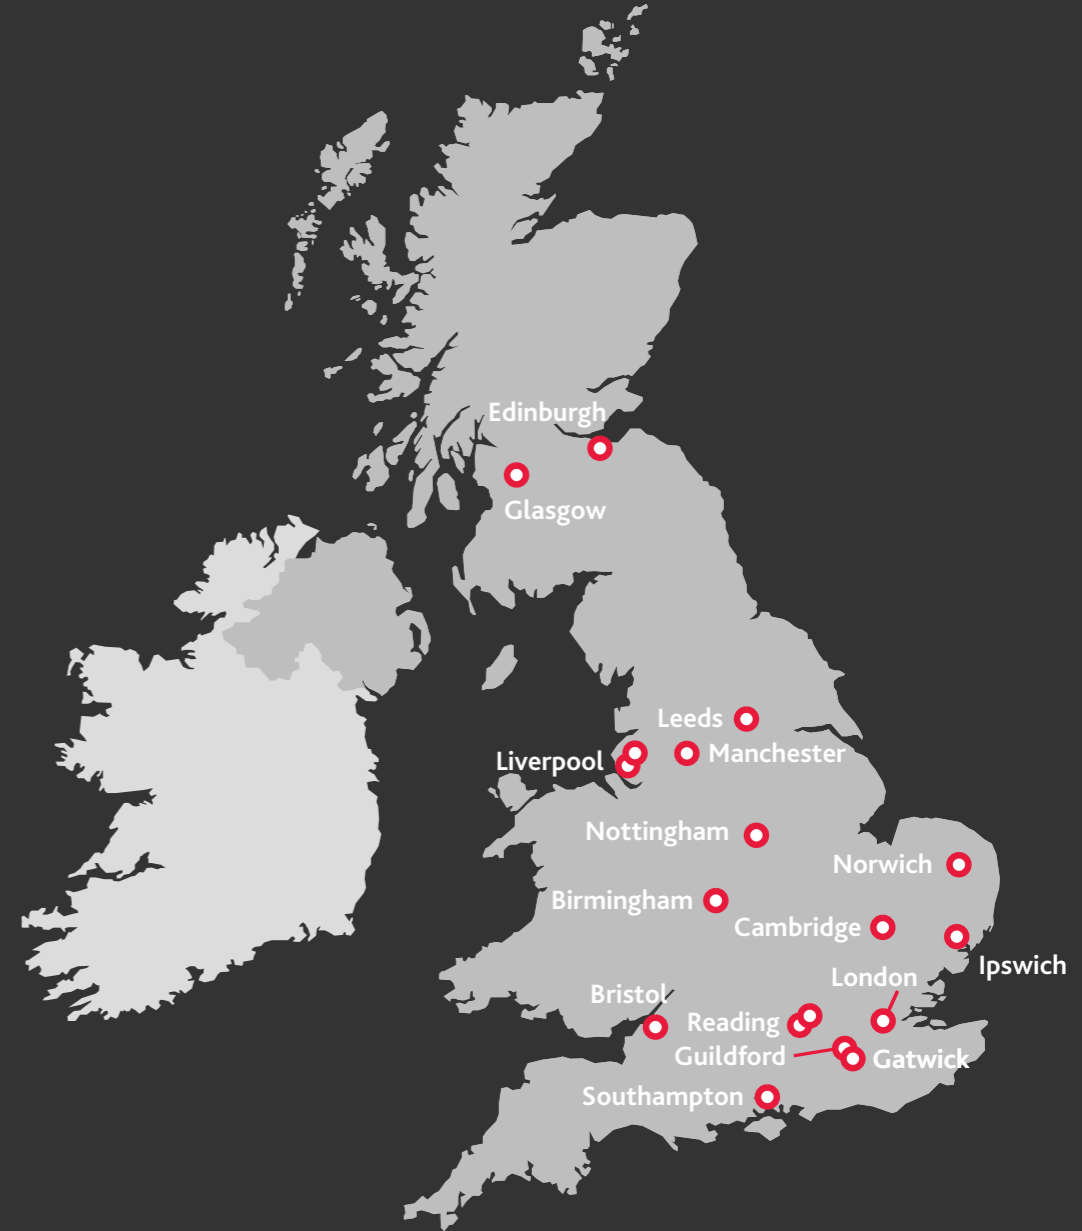 Edinburgh
Glasgow
Leeds
Liverpool
Manchester
Nottingham
Norwich
Birmingham
Cambridge
Ipswich
London
Bristol
Reading
Guildford
Gatwick
Southampton